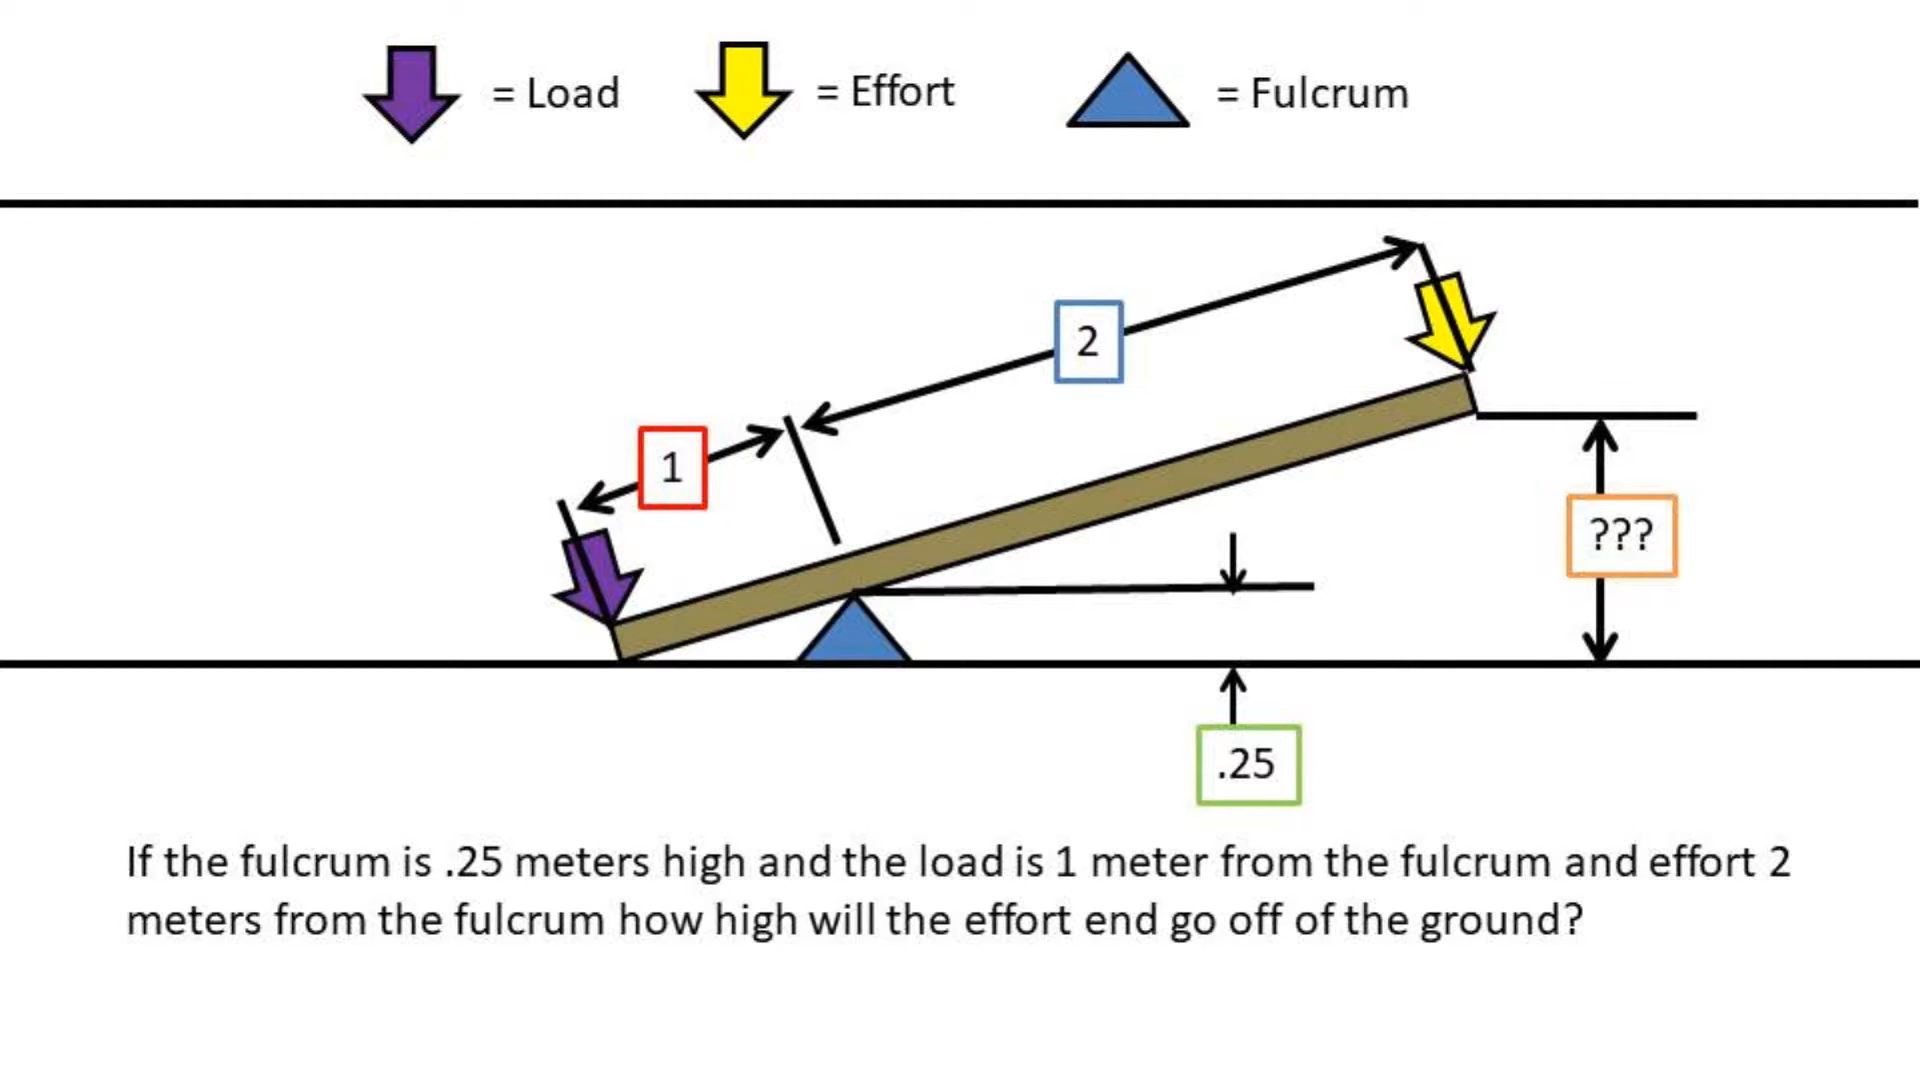 = Load = Effort = Fulcrum
2
1
???
.25
If the fulcrum is .25 meters high and the load is 1 meter from the fulcrum and effort 2
meters from the fulcrum how high will the effort end go off of the ground?